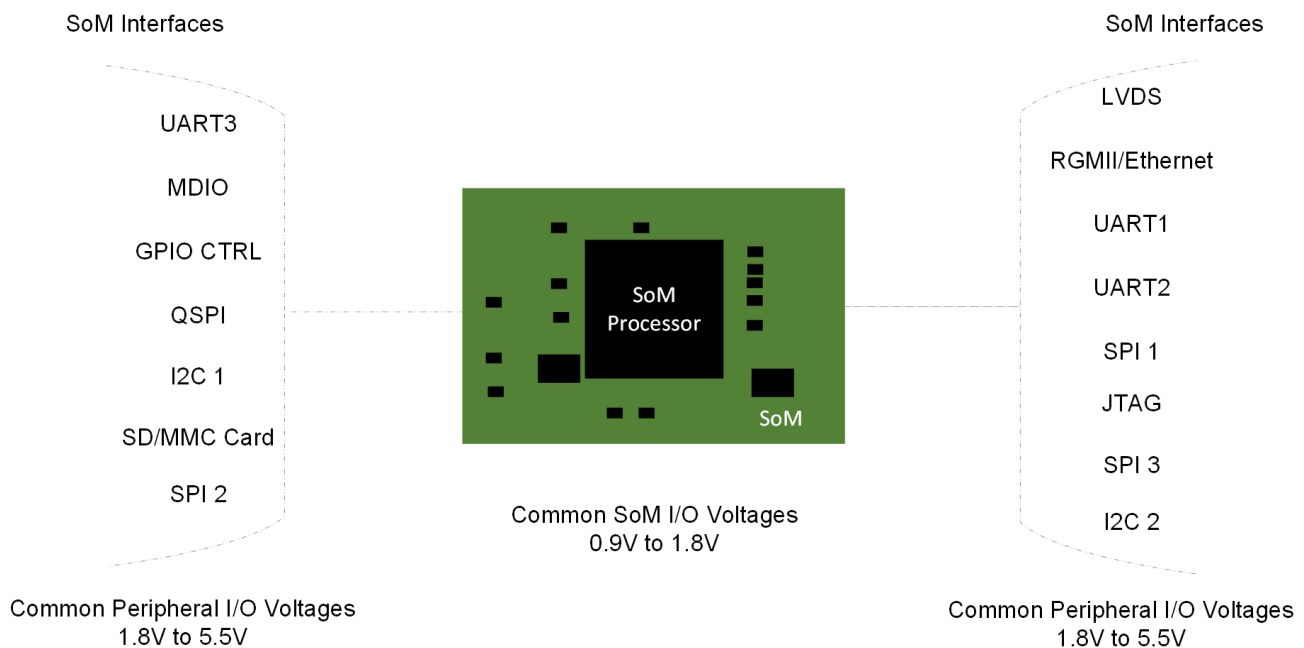 SoM Interfaces
UART3
MDIO
GPIO CTRL
QSPI
I2C 1
SD/MMC Card
SPI 2
Common Peripheral I/O Voltages
1.8V to 5.5V
SoM
Processor
SoM
Common SoM I/O Voltages
0.9V to 1.8V
SoM Interfaces
LVDS
RGMII/Ethernet
UART1
UART2
SPI 1
JTAG
SPI 3
I2C 2
Common Peripheral I/O Voltages
1.8V to 5.5V